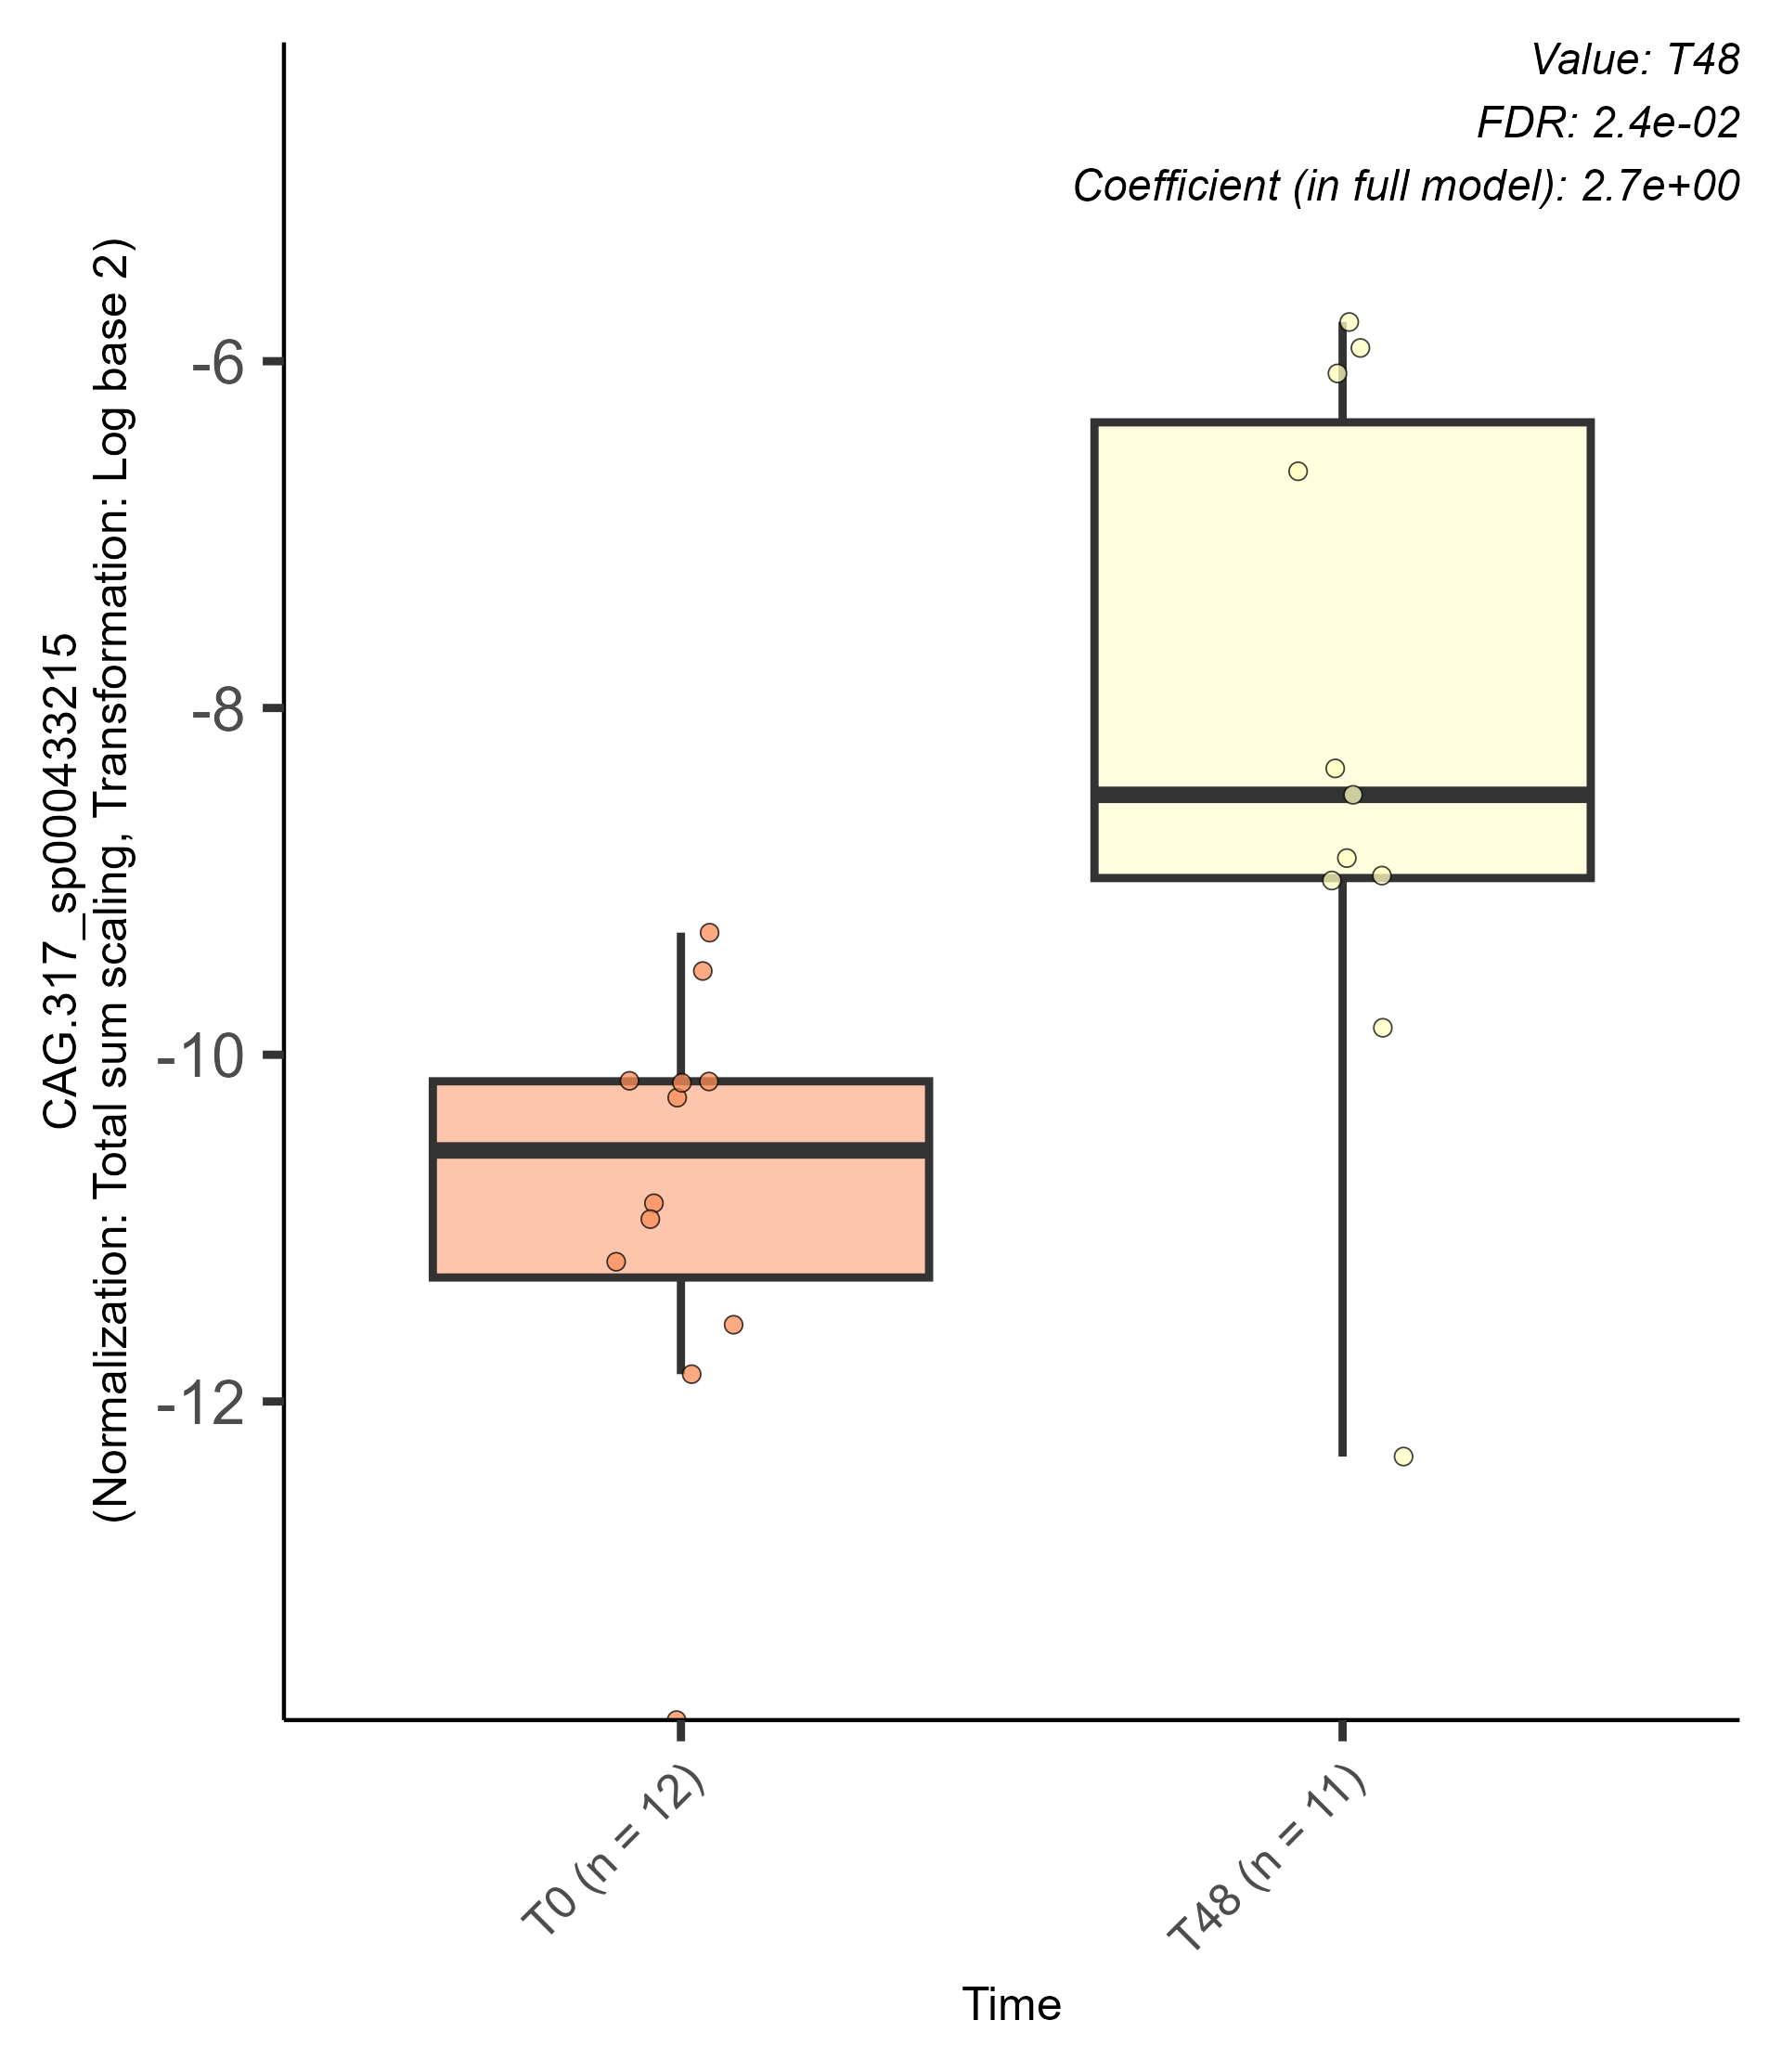 Value: T48
FDR: 2.4e-02
Coefficient (in full model): 2.7e+00
CAG.317_sp000433215
(Normalization: Total sum scaling, Transformation: Log base 2)
-6
-8
-10
-12
T0 (n = 12)
T48 (n = 11)
Time